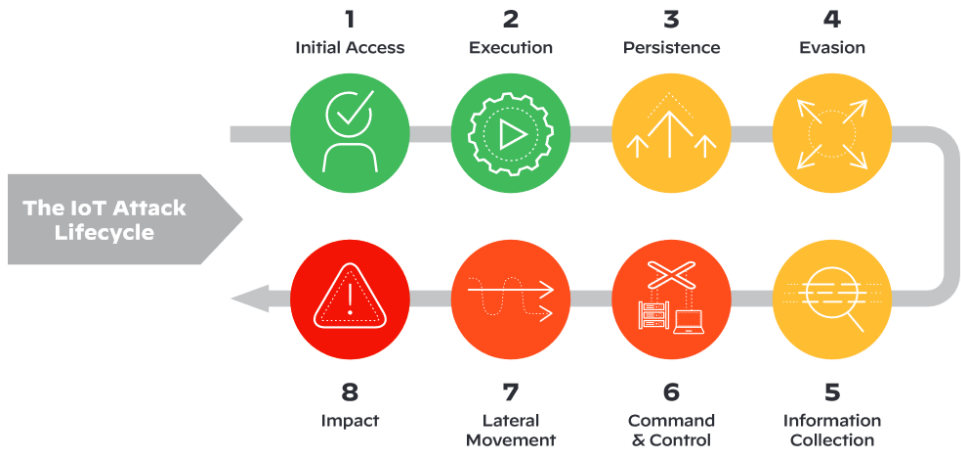 1
Initial Access
2
Execution
3
Persistence
4
Evasion
The IoT Attack
Lifecycle
8
Impact
7
Lateral
Movement
6
Command
& Control
5
Information
Collection